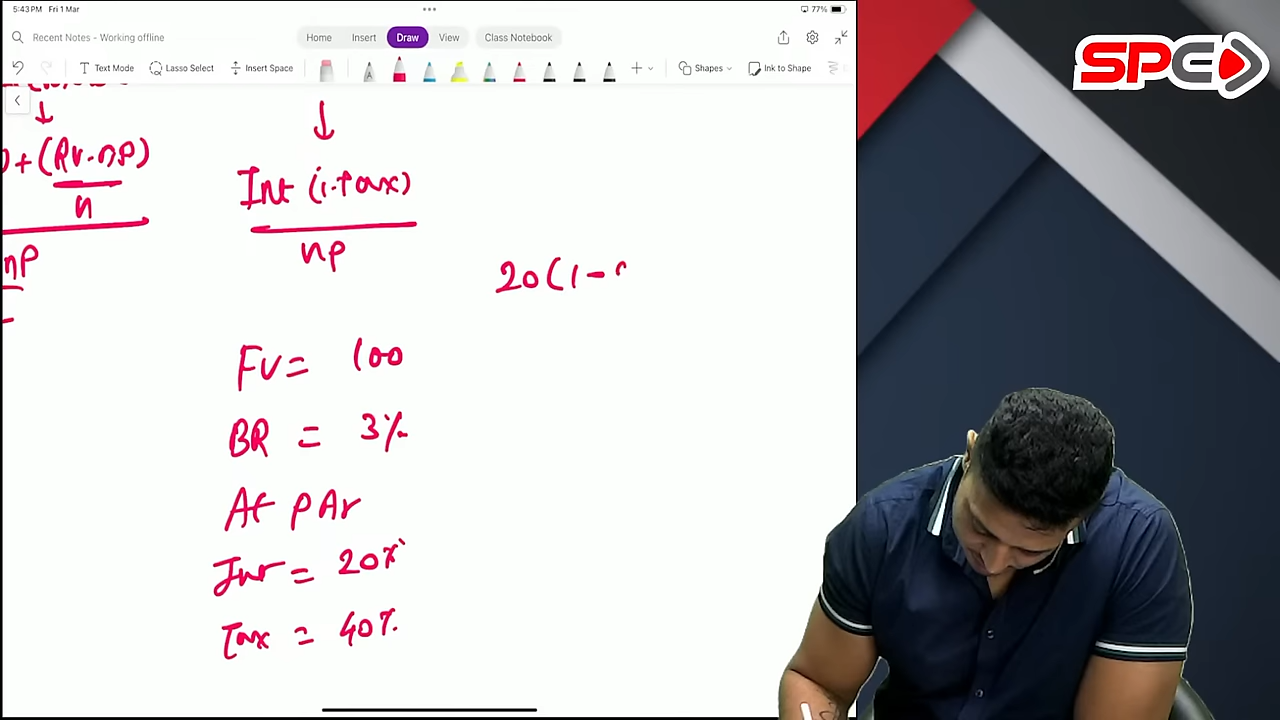 5:43PM Fri 1 Mar
77%
Recent Notes - Working offline
Home Insert Draw View Class Notebook
Text Mode Lasso Select Insert Space Shapes Ink to Shape
SPE
+ (Rv-np)
n
np
Int (1-Tax)
np
20(1-
FV = 100
BR = 3%
At pAr
Int = 20%
Tax = 40%